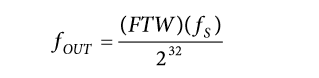 f_OUT = (FTW)(f_S) / 2^32